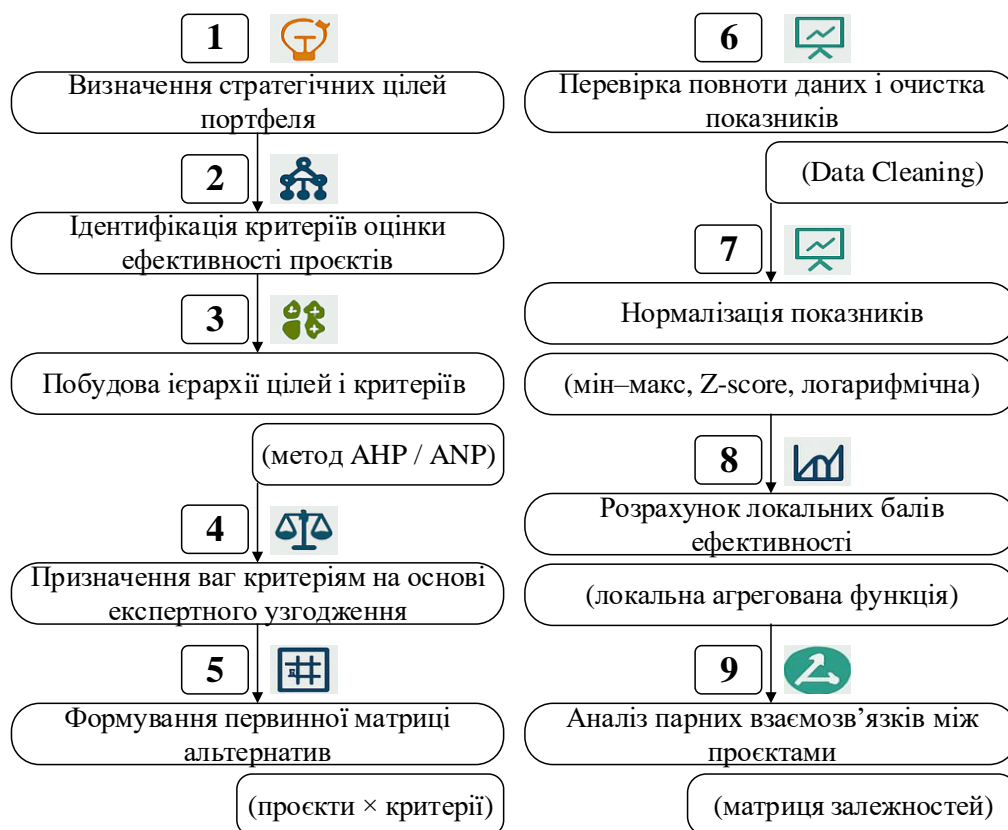 1
Визначення стратегічних цілей
портфеля
2
Ідентифікація критеріїв оцінки
ефективності проєктів
3
Побудова ієрархії цілей і критеріїв
(метод AHP / ANP)
4
Призначення ваг критеріям на основі
експертного узгодження
5
Формування первинної матриці
альтернатив
(проєкти × критерії)
6
Перевірка повноти даних і очистка
показників
(Data Cleaning)
7
Нормалізація показників
(мін–макс, Z-score, логарифмічна)
8
Розрахунок локальних балів
ефективності
(локальна агрегована функція)
9
Аналіз парних взаємозв’язків між
проєктами
(матриця залежностей)